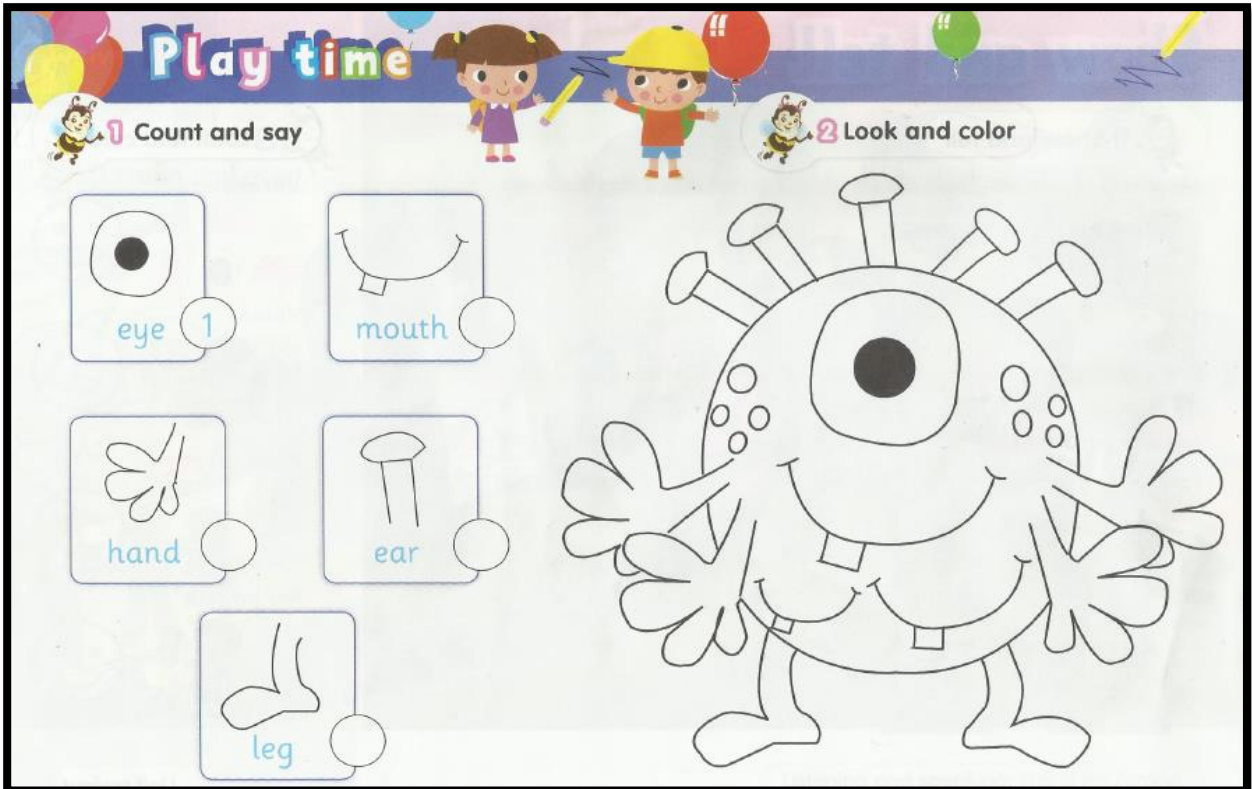 Play time
1 Count and say
2 Look and color
eye 1
mouth
hand
ear
leg